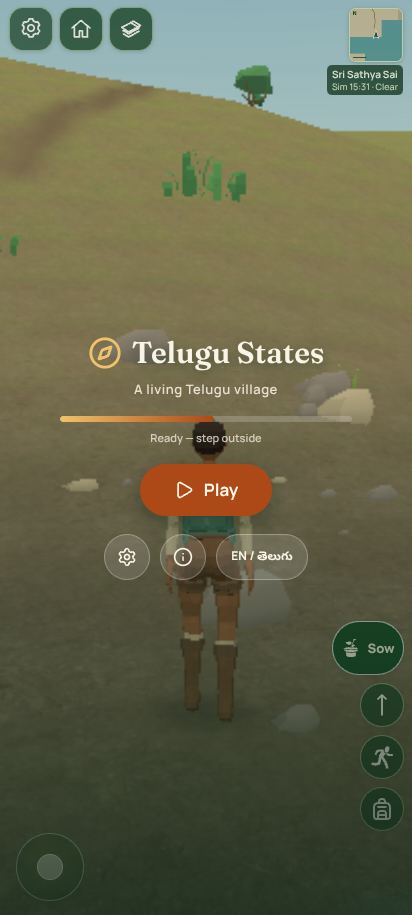 N
Sri Sathya Sai
Sim 15:31 · Clear
Telugu States
A living Telugu village
Ready — step outside
Play
EN / తెలుగు
Sow